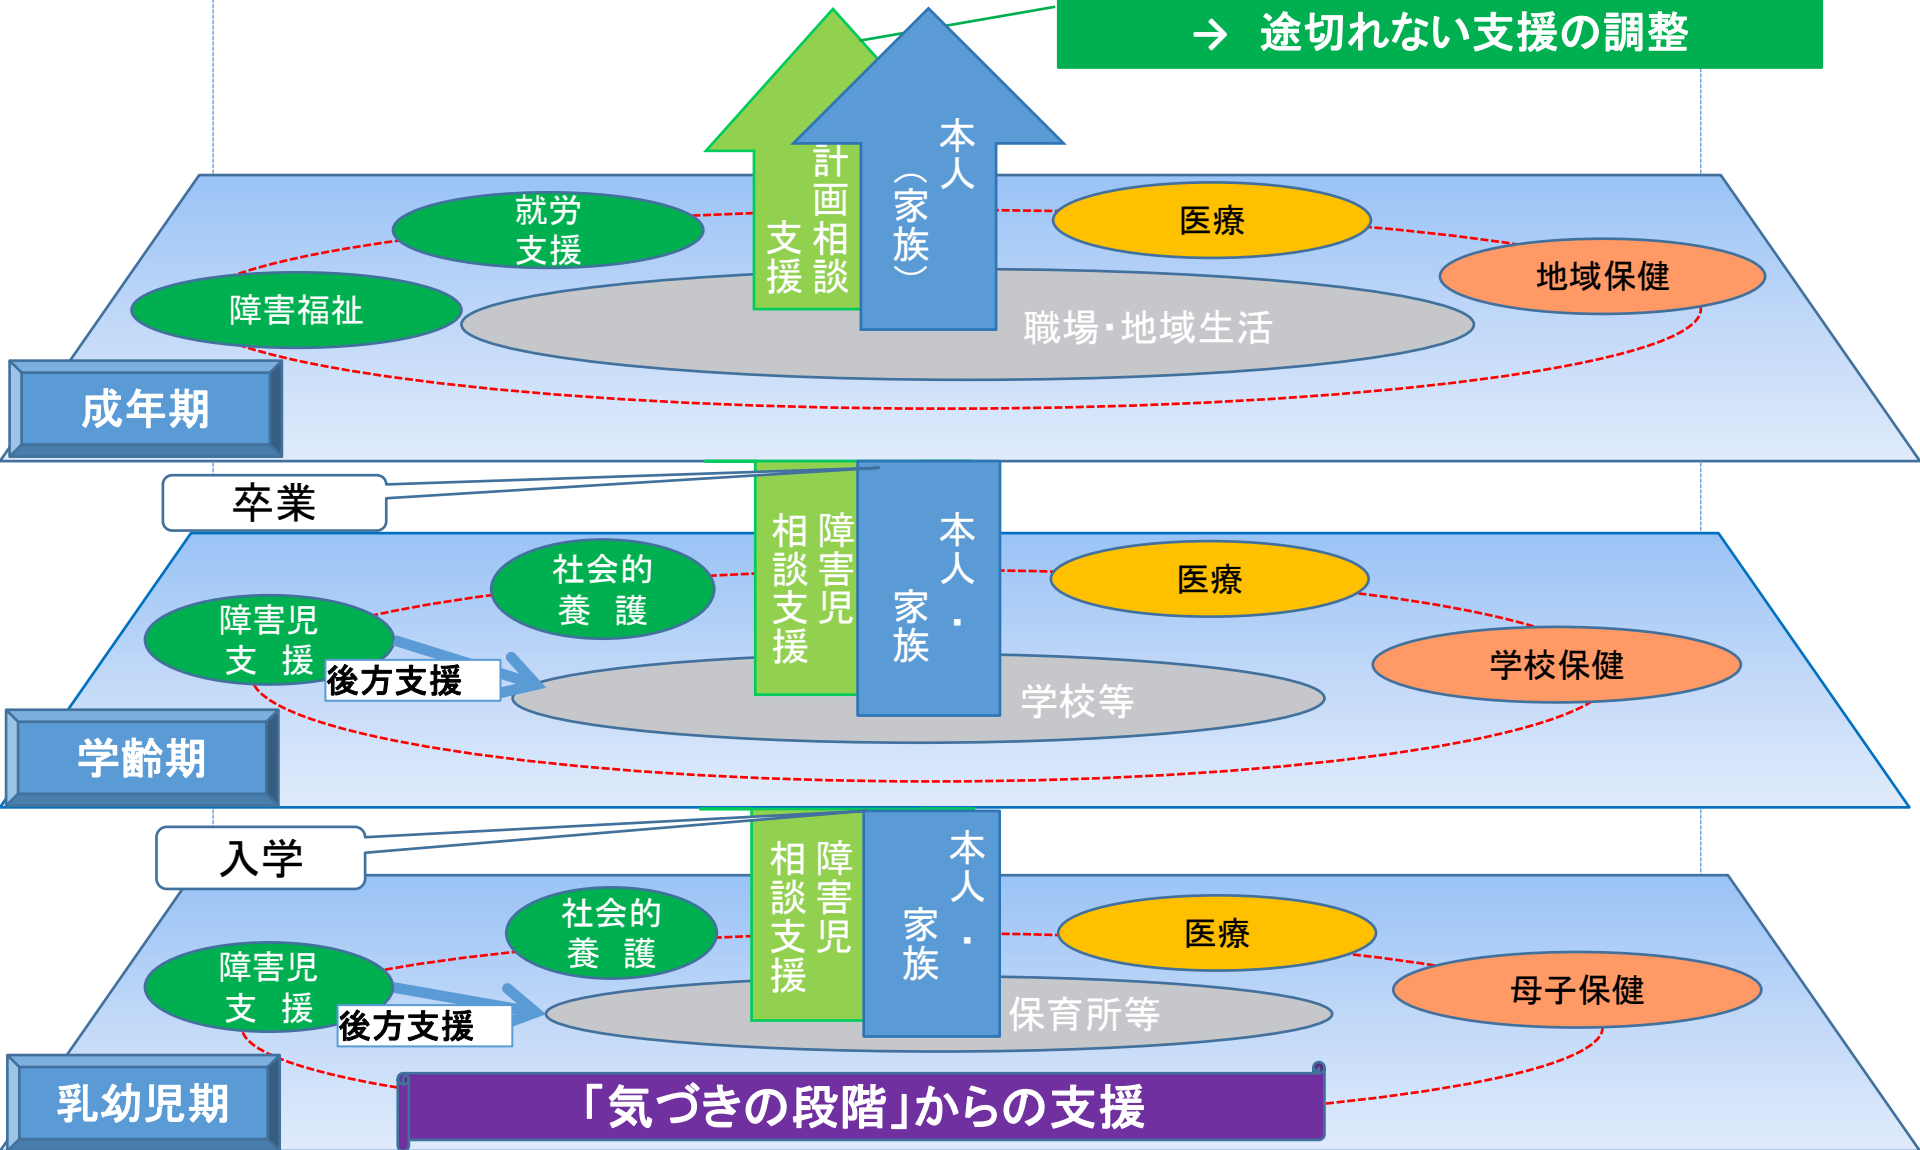 → 途切れない支援の調整
本人
（家族）
計画相談
支援
就労
支援
医療
地域保健
障害福祉
職場・地域生活
成年期
卒業
本人・
家族
障害児
相談支援
社会的
養 護
医療
障害児
支 援
後方支援
学校保健
学校等
学齢期
入学
本人・
家族
障害児
相談支援
社会的
養 護
医療
障害児
支 援
後方支援
母子保健
保育所等
乳幼児期
「気づきの段階」からの支援